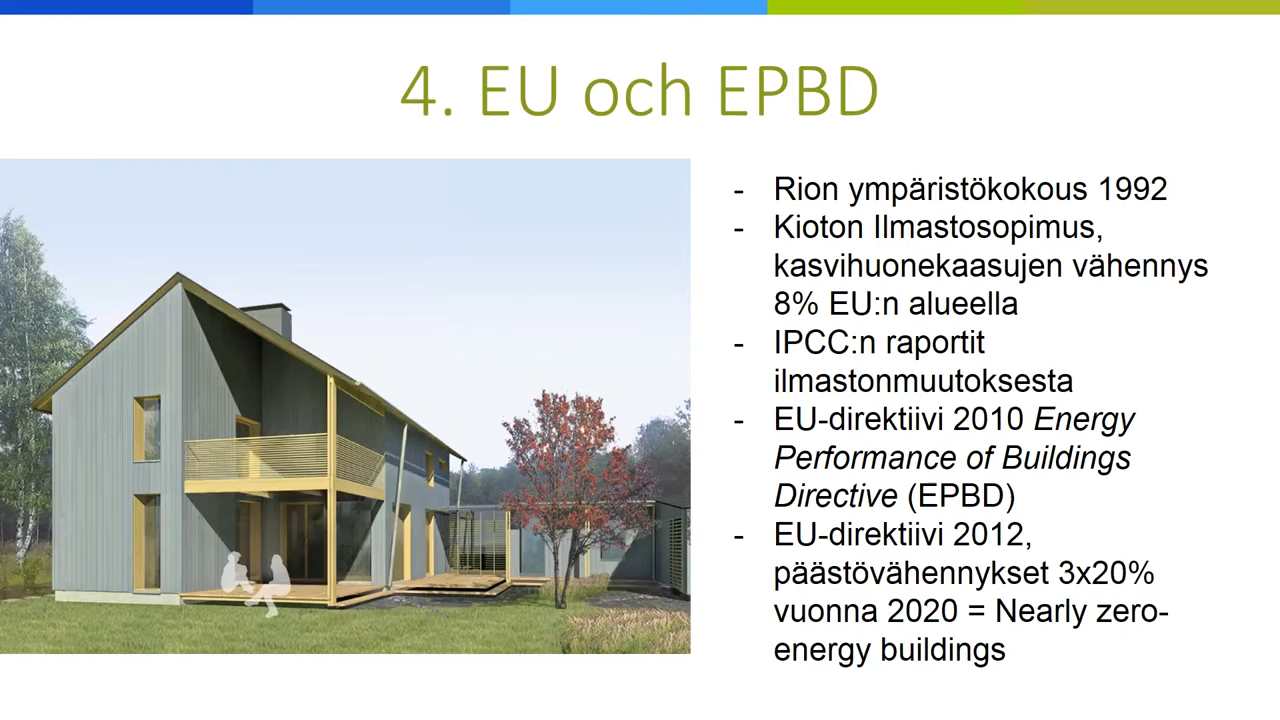 4. EU och EPBD
- Rion ympäristökokous 1992
- Kioton Ilmastosopimus,
kasvihuonekaasujen vähennys
8% EU:n alueella
- IPCC:n raportit
ilmastonmuutoksesta
- EU-direktiivi 2010 Energy
Performance of Buildings
Directive (EPBD)
- EU-direktiivi 2012,
päästövähennykset 3x20%
vuonna 2020 = Nearly zero-
energy buildings